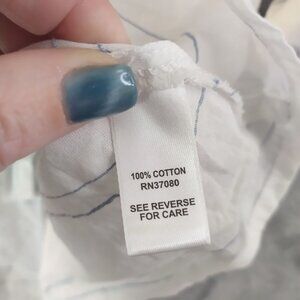 100% COTTON
RN37080
SEE REVERSE
FOR CARE